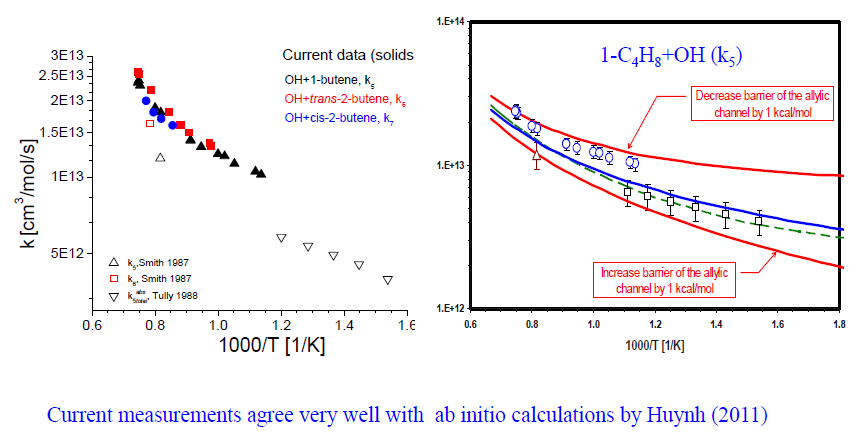 3E13
2.5E13
2E13
1.5E13
1E13
5E12
k [cm3/mol/s]
Current data (solids
OH+1-butene, k5
OH+trans-2-butene, k6
OH+cis-2-butene, k7
k5,Smith 1987
k6, Smith 1987
k5total abs, Tully 1988
0.6 0.8 1.0 1.2 1.4 1.6
1000/T [1/K]
1.E+14
1.E+13
1.E+12
1-C4H8+OH (k5)
Decrease barrier of the allylic
channel by 1 kcal/mol
Increase barrier of the allylic
channel by 1 kcal/mol
0.6 0.8 1.0 1.2 1.4 1.6 1.8
1000/T [1/K]
Current measurements agree very well with ab initio calculations by Huynh (2011)